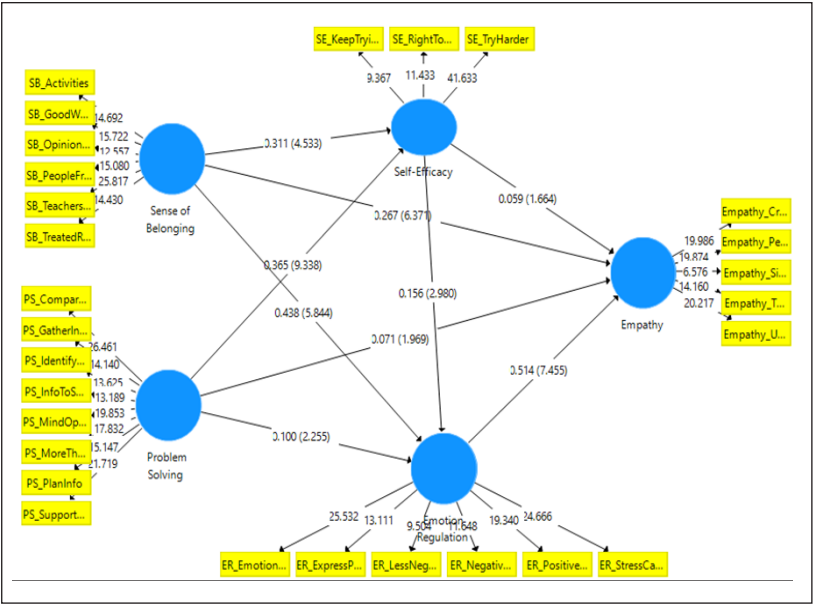 SE_KeepTryi...
SE_RightTo...
SE_TryHarder
9.367
11.433
41.633
SB_Activities
SB_GoodW...
SB_Opinion...
SB_PeopleFr...
SB_Teachers...
SB_TreatedR...
14.692
15.722
12.557
15.080
25.817
14.430
Sense of
Belonging
0.311 (4.533)
Self-Efficacy
0.059 (1.664)
0.267 (6.371)
0.365 (9.338)
0.156 (2.980)
0.438 (5.844)
Empathy_Cr...
Empathy_Pe...
Empathy_Si...
Empathy_T...
Empathy_U...
19.986
19.874
6.576
14.160
20.217
Empathy
PS_Compar...
PS_GatherIn...
PS_Identify...
PS_InfoToS...
PS_MindOp...
PS_MoreTh...
PS_PlanInfo
PS_Support...
26.461
14.140
13.625
13.189
19.853
17.832
15.147
21.719
Problem
Solving
0.071 (1.969)
0.514 (7.455)
0.100 (2.255)
Emotion
Regulation
25.532
13.111
9.504
11.648
19.340
24.666
ER_Emotion...
ER_ExpressP...
ER_LessNeg...
ER_Negativ...
ER_Positive...
ER_StressCa...